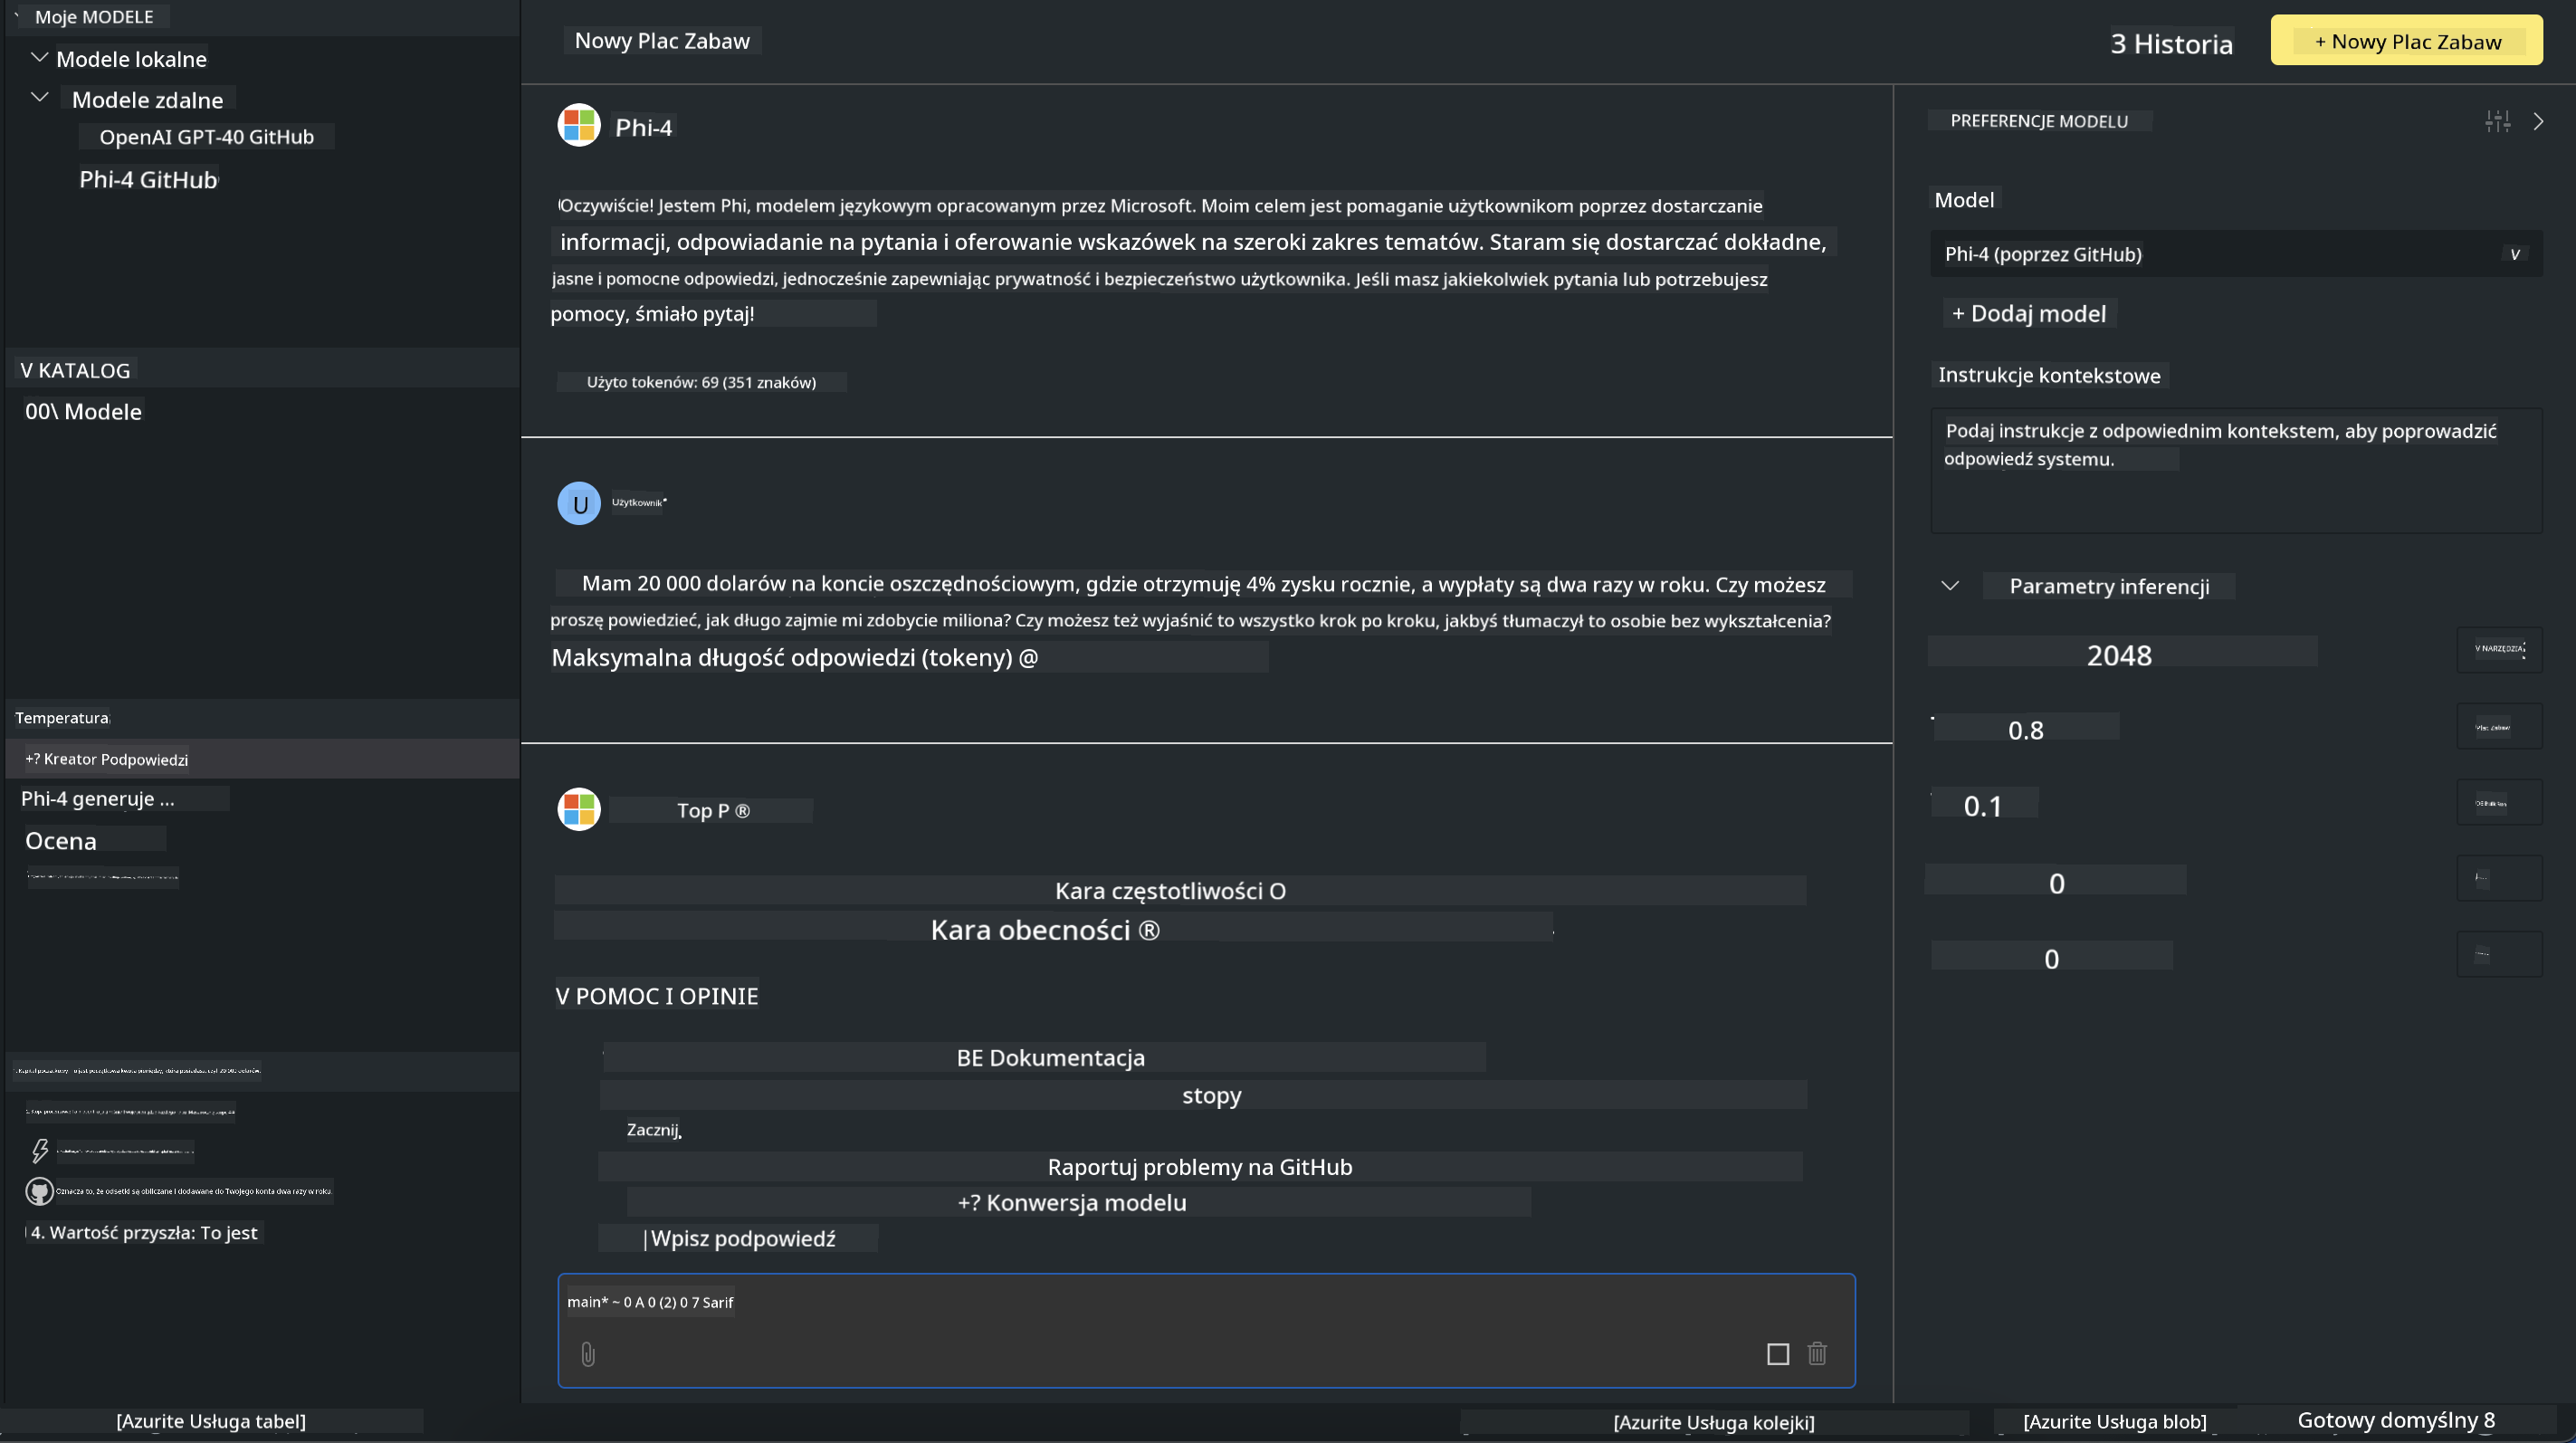 Moje MODELE
Modele lokalne
Modele zdalne
OpenAI GPT-40 GitHub
Phi-4 GitHub
V KATALOG
00\ Modele
Temperatura
+? Kreator Podpowiedzi
Phi-4 generuje ...
Ocena
Oznacza to, że odsetki są obliczane i dodawane do Twojego konta dwa razy w roku.
4. Wartość przyszła: To jest
Nowy Plac Zabaw
3 Historia
+ Nowy Plac Zabaw
Phi-4
Oczywiście! Jestem Phi, modelem językowym opracowanym przez Microsoft. Moim celem jest pomaganie użytkownikom poprzez dostarczanie
informacji, odpowiadanie na pytania i oferowanie wskazówek na szeroki zakres tematów. Staram się dostarczać dokładne,
jasne i pomocne odpowiedzi, jednocześnie zapewniając prywatność i bezpieczeństwo użytkownika. Jeśli masz jakiekolwiek pytania lub potrzebujesz
pomocy, śmiało pytaj!
Użyto tokenów: 69 (351 znaków)
U
Użytkownik
Mam 20 000 dolarów na koncie oszczędnościowym, gdzie otrzymuję 4% zysku rocznie, a wypłaty są dwa razy w roku. Czy możesz
proszę powiedzieć, jak długo zajmie mi zdobycie miliona? Czy możesz też wyjaśnić to wszystko krok po kroku, jakbyś tłumaczył to osobie bez wykształcenia?
Maksymalna długość odpowiedzi (tokeny) @
Top P ®
Kara częstotliwości O
Kara obecności ®
V POMOC I OPINIE
BE Dokumentacja
stopy
Zacznij
Raportuj problemy na GitHub
+? Konwersja modelu
|Wpisz podpowiedź
main* ~ 0 A 0 (2) 0 7 Sarif
PREFERENCJE MODELU
Model
Phi-4 (poprzez GitHub)
v
+ Dodaj model
Instrukcje kontekstowe
Podaj instrukcje z odpowiednim kontekstem, aby poprowadzić
odpowiedź systemu.
Parametry inferencji
2048
V NARZĘDZIA
0.8
Plac Zabaw
0.1
0
0
[Azurite Usługa tabel]
[Azurite Usługa kolejki]
[Azurite Usługa blob]
Gotowy domyślny 8